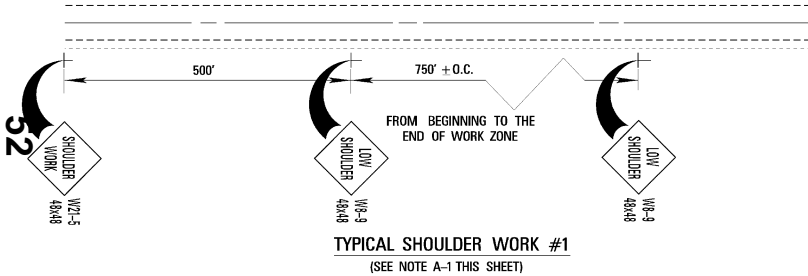 500'
750' ± O.C.
FROM BEGINNING TO THE
END OF WORK ZONE
52
SHOULDER
WORK
W21-5
48x48
LOW
SHOULDER
W8-9
48x48
LOW
SHOULDER
W8-9
48x48
TYPICAL SHOULDER WORK #1
(SEE NOTE A-1 THIS SHEET)